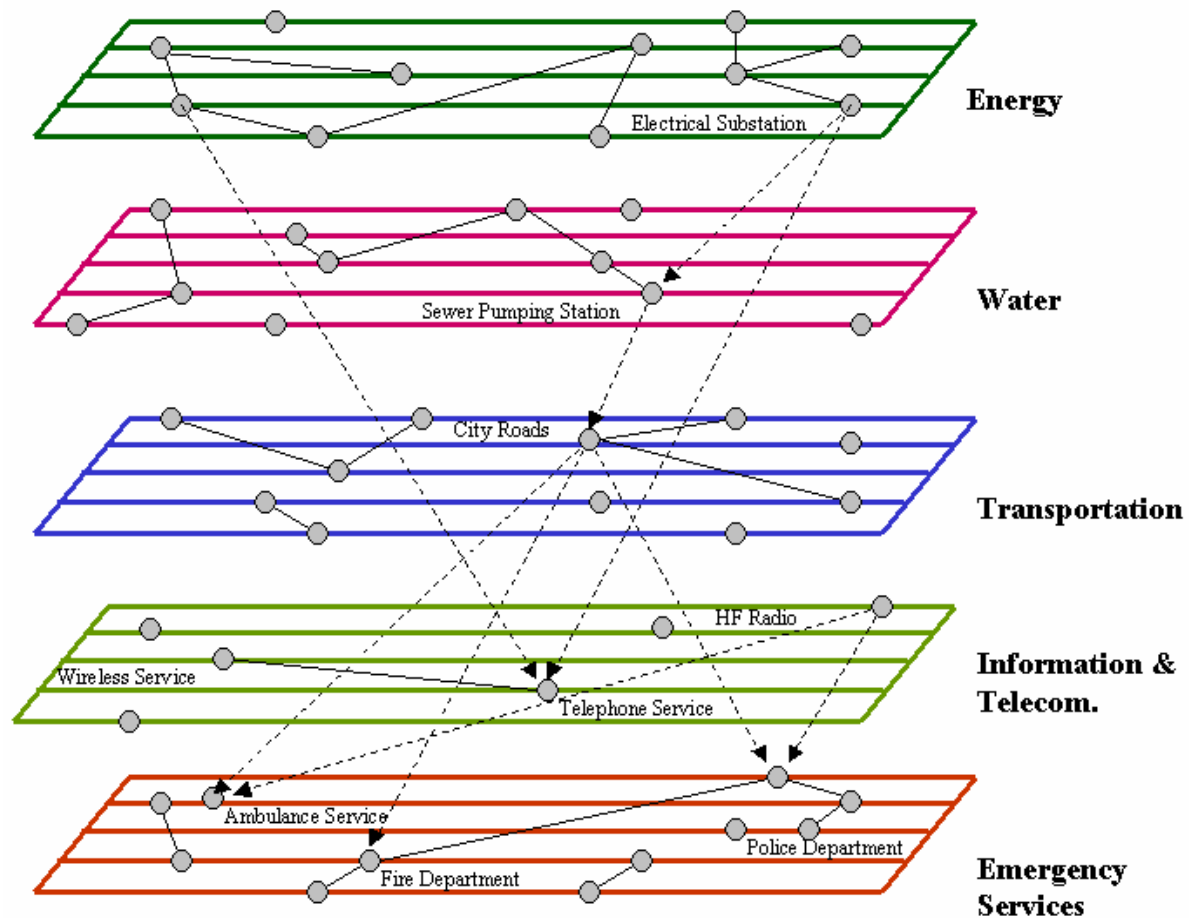 Energy
Electrical Substation
Water
Sewer Pumping Station
City Roads
Transportation
HF Radio
Wireless Service
Information &
Telecom.
Telephone Service
Ambulance Service
Police Department
Fire Department
Emergency
Services